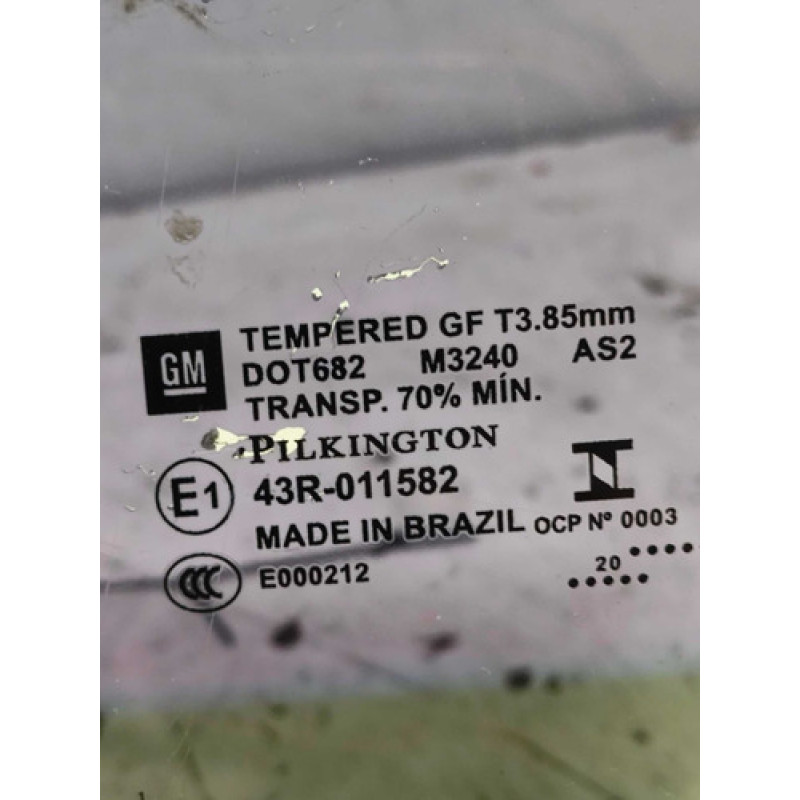 GM
TEMPERED GF T3.85mm
DOT682 M3240 AS2
TRANSP. 70% MÍN.
PILKINGTON
E1 43R-011582
MADE IN BRAZIL OCP Nº 0003
CCC E000212
20